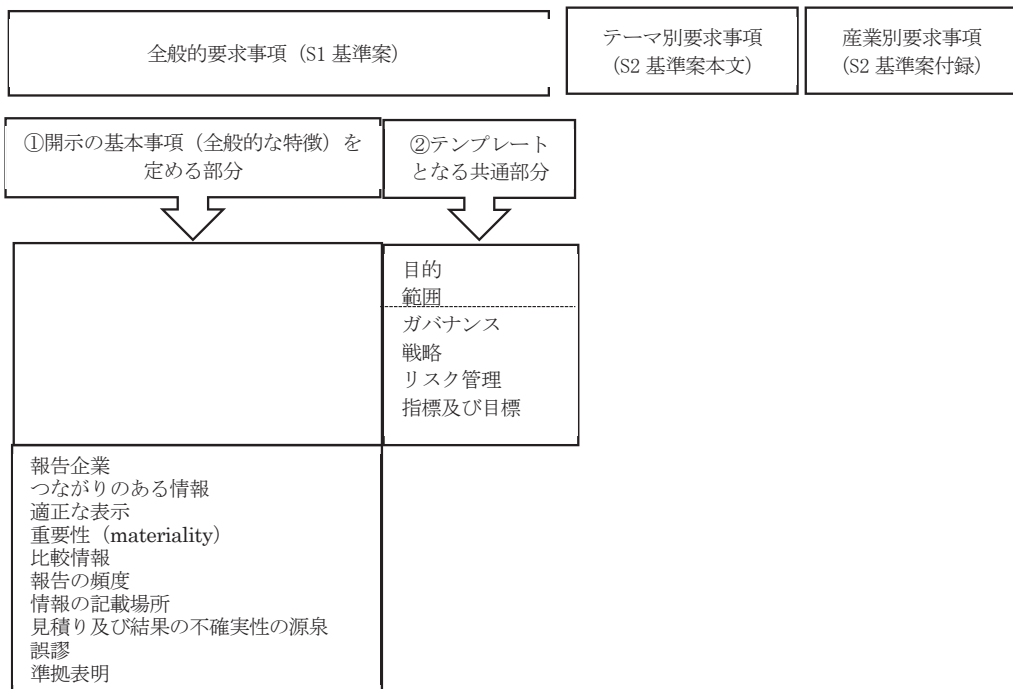 全般的要求事項（S1 基準案）
テーマ別要求事項
（S2 基準案本文）
産業別要求事項
（S2 基準案付録）
①開示の基本事項（全般的な特徴）を
定める部分
②テンプレート
となる共通部分
目的
範囲
ガバナンス
戦略
リスク管理
指標及び目標
報告企業
つながりのある情報
適正な表示
重要性（materiality）
比較情報
報告の頻度
情報の記載場所
見積り及び結果の不確実性の源泉
誤謬
準拠表明